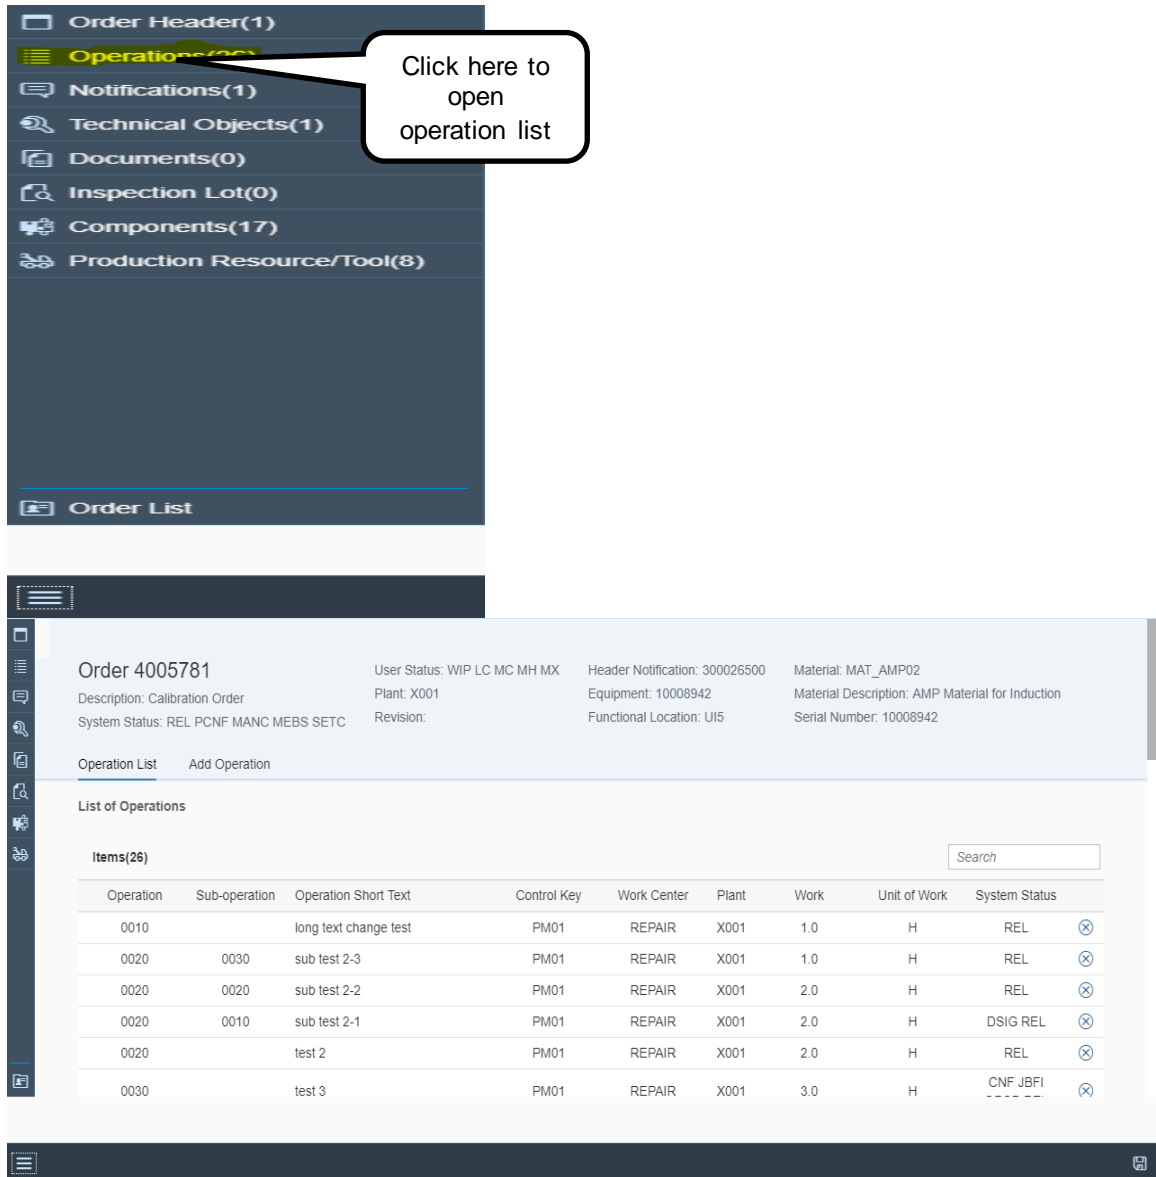 Order Header(1)
Operations(26)
Click here to
open
operation list
Notifications(1)
Technical Objects(1)
Documents(0)
Inspection Lot(0)
Components(17)
Production Resource/Tool(8)
Order List
Order 4005781
Description: Calibration Order
System Status: REL PCNF MANC MEBS SETC
User Status: WIP LC MC MH MX
Plant: X001
Revision:
Header Notification: 300026500
Equipment: 10008942
Functional Location: UI5
Material: MAT_AMP02
Material Description: AMP Material for Induction
Serial Number: 10008942
Operation List Add Operation
List of Operations
Items(26) Search
Operation Sub-operation Operation Short Text Control Key Work Center Plant Work Unit of Work System Status
0010 long text change test PM01 REPAIR X001 1.0 H REL
0020 0030 sub test 2-3 PM01 REPAIR X001 1.0 H REL
0020 0020 sub test 2-2 PM01 REPAIR X001 2.0 H REL
0020 0010 sub test 2-1 PM01 REPAIR X001 2.0 H DSIG REL
0020 test 2 PM01 REPAIR X001 2.0 H REL
0030 test 3 PM01 REPAIR X001 3.0 H CNF JBFI